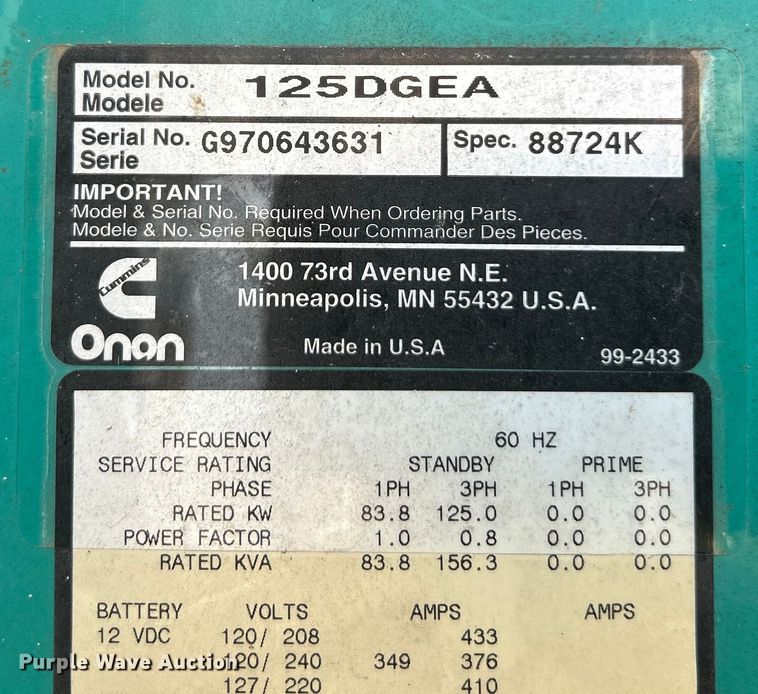 Model No. 125DGEA
Modele
Serial No. G970643631 Spec. 88724K
Serie
IMPORTANT!
Model & Serial No. Required When Ordering Parts.
Modele & No. Serie Requis Pour Commander Des Pieces.
Cummins
Onan
1400 73rd Avenue N.E.
Minneapolis, MN 55432 U.S.A.
Made in U.S.A 99-2433
FREQUENCY 60 HZ
SERVICE RATING STANDBY PRIME
PHASE 1PH 3PH 1PH 3PH
RATED KW 83.8 125.0 0.0 0.0
POWER FACTOR 1.0 0.8 0.0 0.0
RATED KVA 83.8 156.3 0.0 0.0
BATTERY VOLTS AMPS AMPS
12 VDC 120/ 208 433
120/ 240 349 376
127/ 220 410
Purple Wave Auction